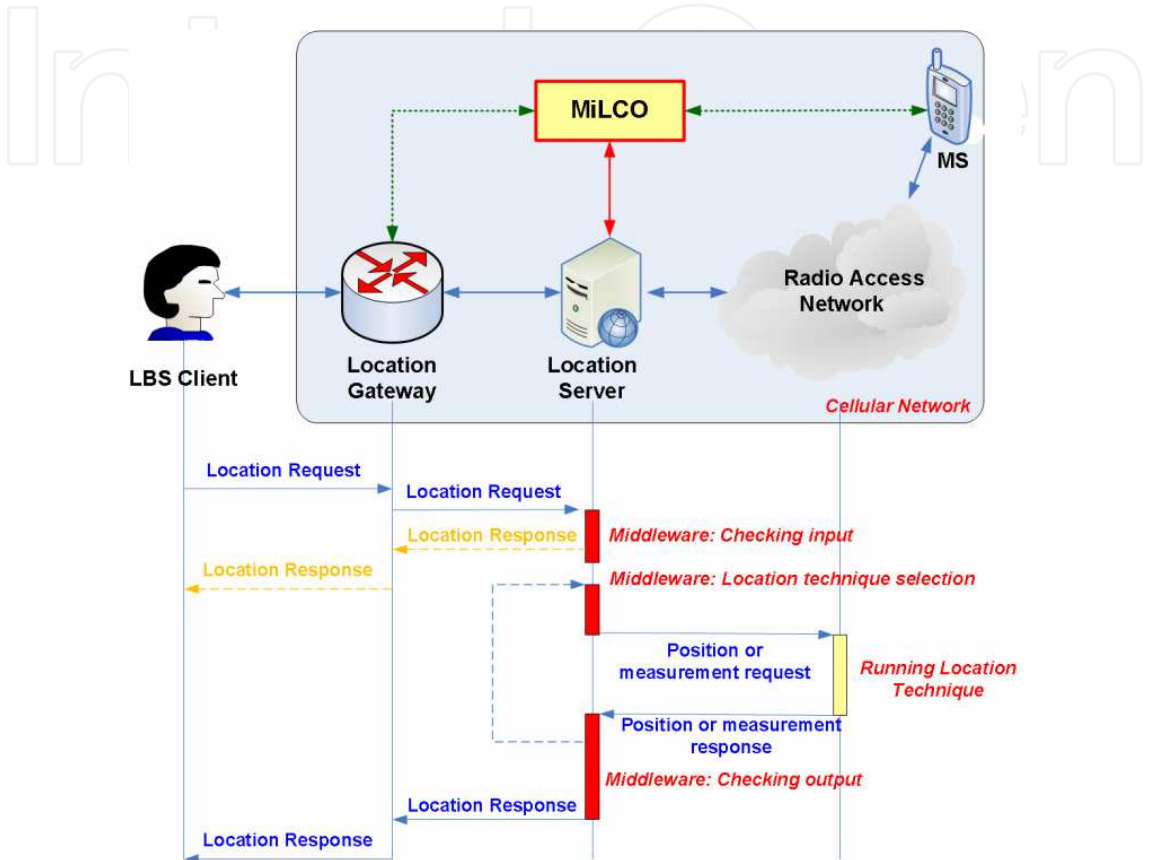 MiLCO
MS
Radio Access
Network
LBS Client
Location
Gateway
Location
Server
Cellular Network
Location Request
Location Request
Location Response
Middleware: Checking input
Location Response
Middleware: Location technique selection
Position or
measurement request
Running Location
Technique
Position or measurement
response
Middleware: Checking output
Location Response
Location Response